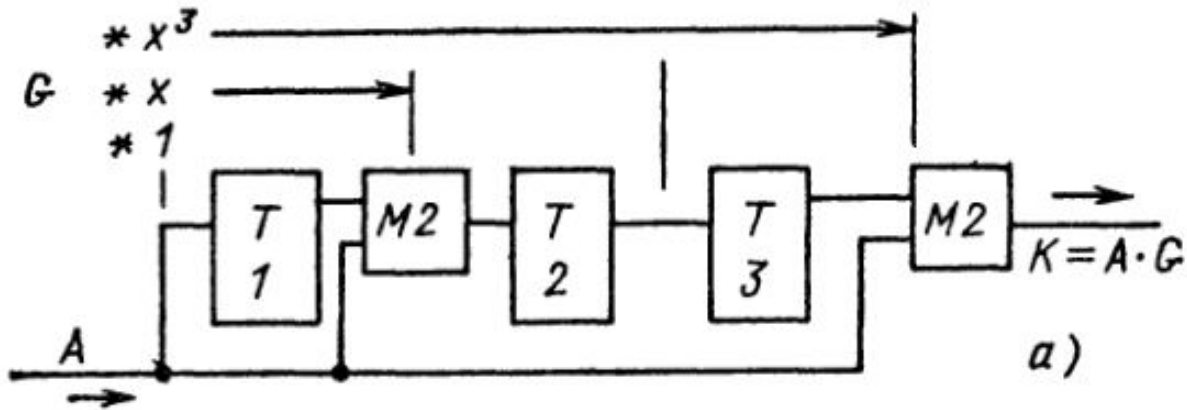 * x³
G * x
* 1
T 1
M2
T 2
T 3
M2
K = A · G
A
а)